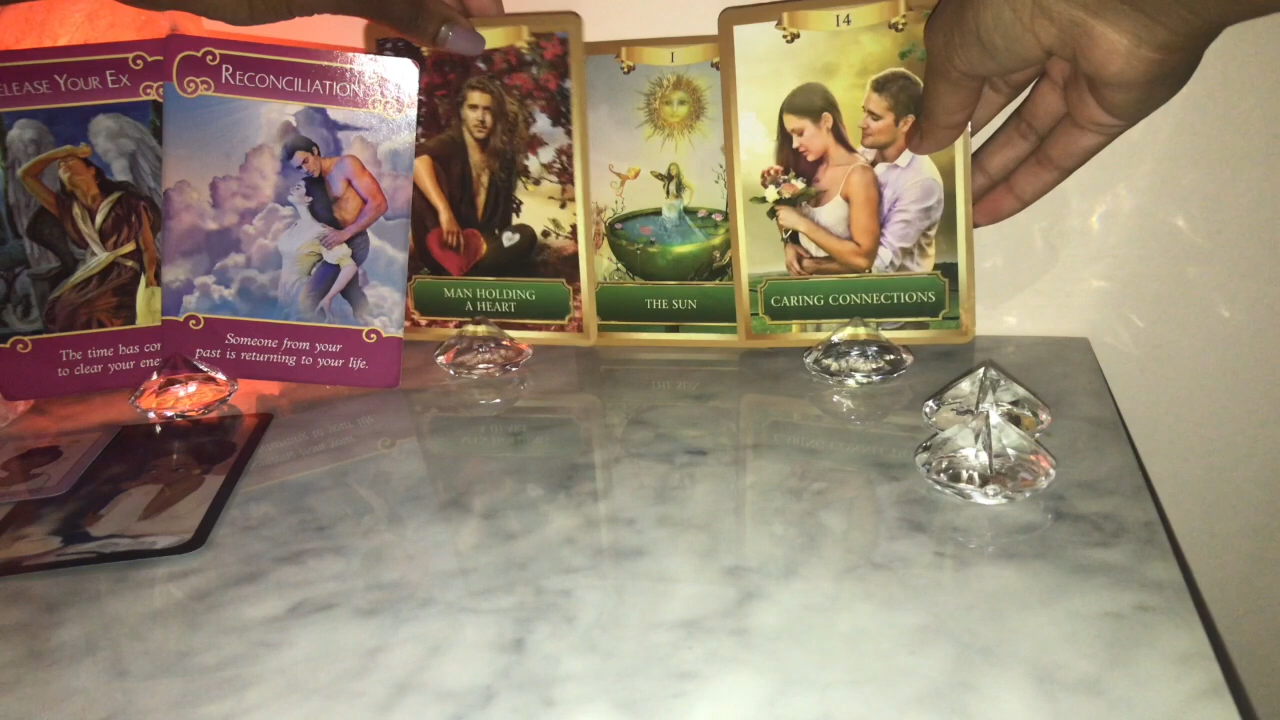 ELEASE YOUR EX
The time has co
to clear your ene
RECONCILIATION
Someone from your
past is returning to your life.
MAN HOLDING
A HEART
I
THE SUN
14
CARING CONNECTIONS